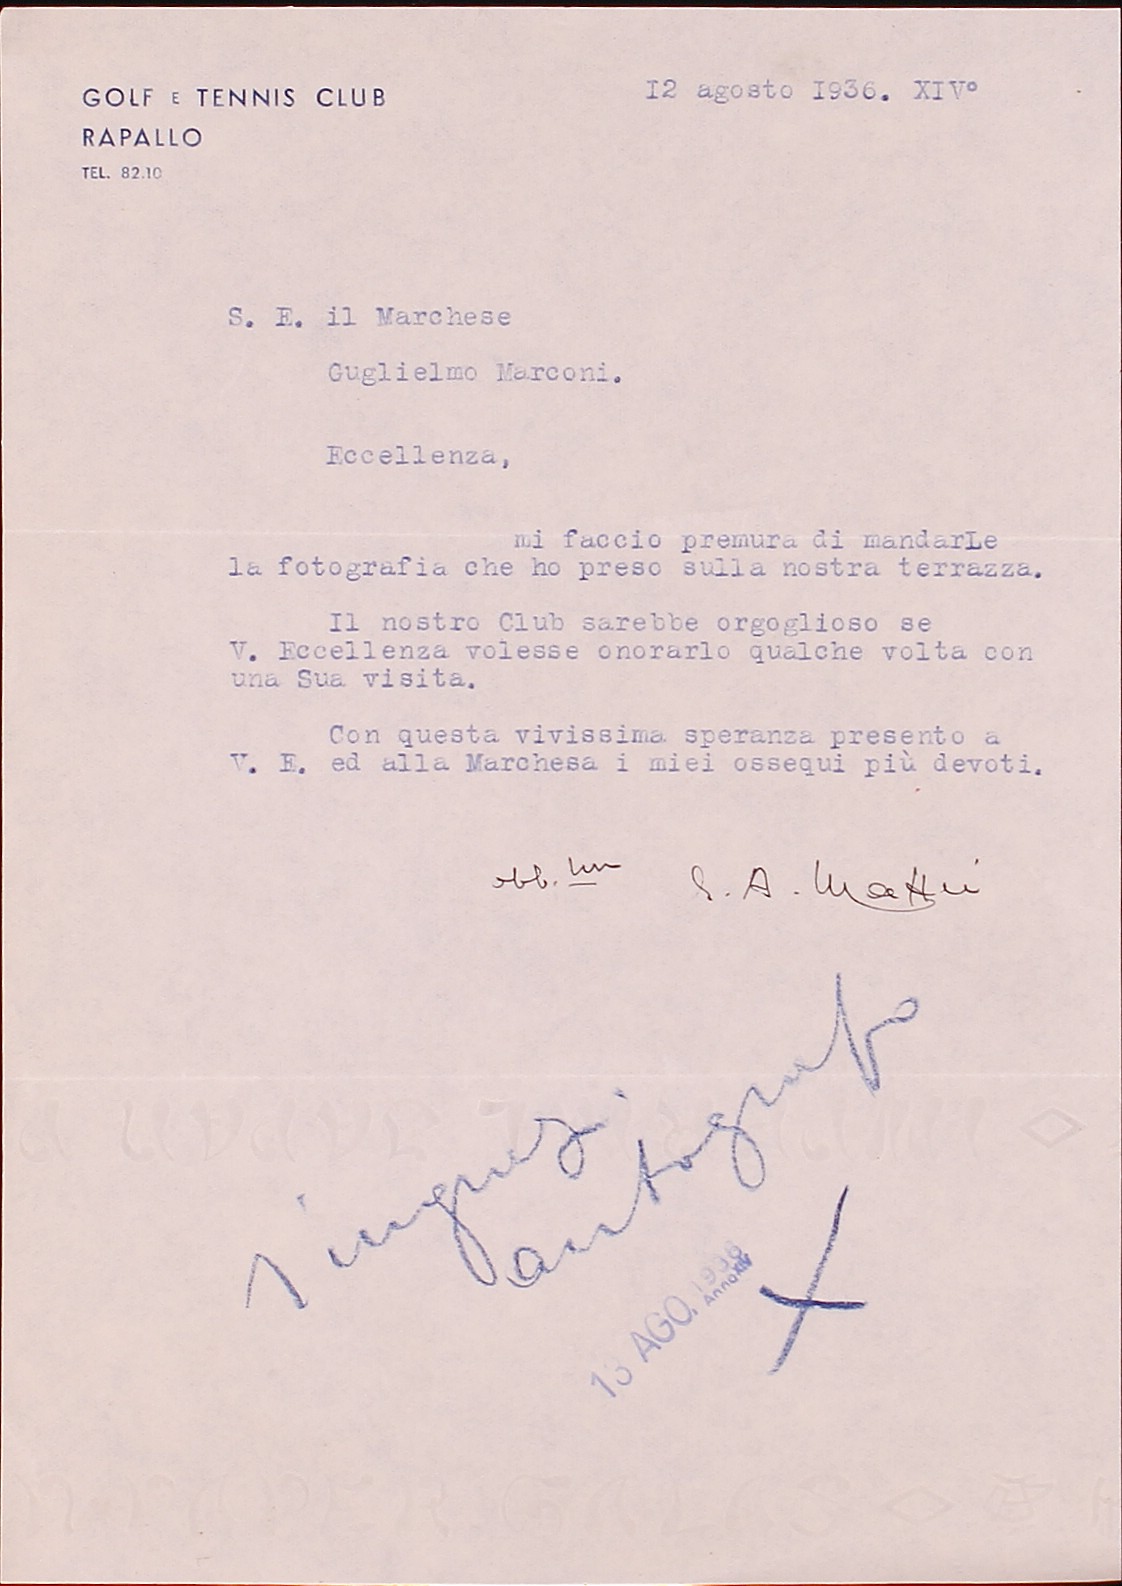 GOLF E TENNIS CLUB
RAPALLO
TEL. 82.10
12 agosto 1936. XIV°
S. E. il Marchese
Guglielmo Marconi.
Eccellenza,
mi faccio premura di mandarLe
la fotografia che ho preso sulla nostra terrazza.
Il nostro Club sarebbe orgoglioso se
V. Eccellenza volesse onorarlo qualche volta con
una Sua visita.
Con questa vivissima speranza presento a
V. E. ed alla Marchesa i miei ossequi più devoti.
obb.
A.
autografo
AGO. 1936
Anno XIV